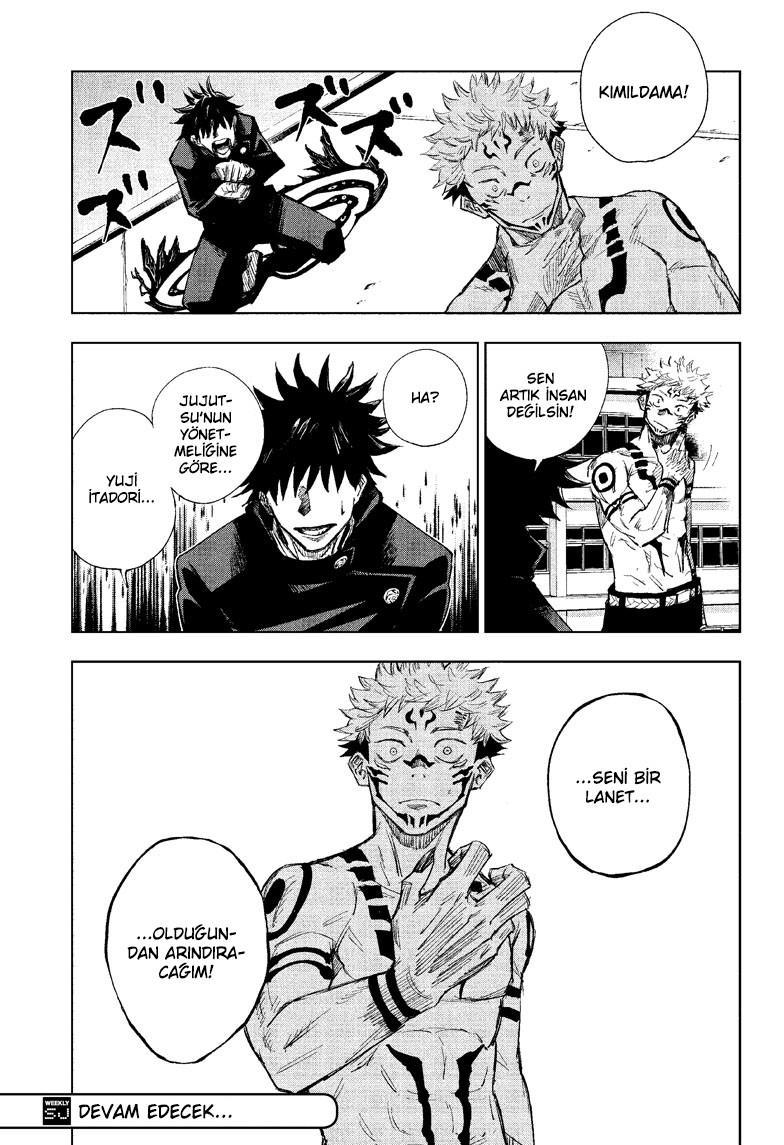 KIMILDAMA!
ズズズズ
SEN
ARTIK İNSAN
DEĞİLSİN!
HA?
JUJUT-
SU'NUN
YÖNET-
MELİĞİNE
GÖRE...
YUJİ
İTADORİ...
...SENİ BİR
LANET...
...OLDUĞUN-
DAN ARINDIRA-
CAĞIM!
WEEKLY
SJ
DEVAM EDECEK...